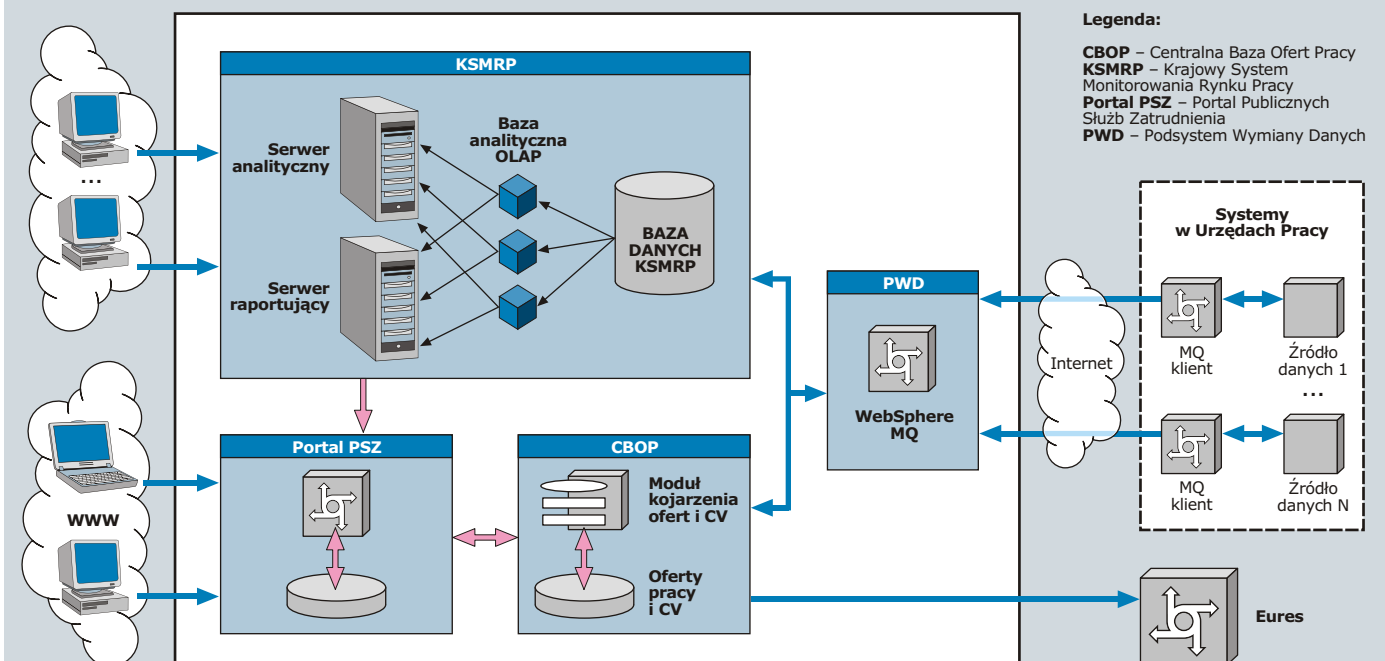 Legenda:
CBOP – Centralna Baza Ofert Pracy
KSMRP – Krajowy System
Monitorowania Rynku Pracy
Portal PSZ – Portal Publicznych
Służb Zatrudnienia
PWD – Podsystem Wymiany Danych
KSMRP
Serwer
analityczny
Baza
analityczna
OLAP
BAZA
DANYCH
KSMRP
Serwer
raportujący
...
PWD
WebSphere
MQ
Internet
Systemy
w Urzędach Pracy
MQ
klient
Źródło
danych 1
...
MQ
klient
Źródło
danych N
Portal PSZ
CBOP
Moduł
kojarzenia
ofert i CV
Oferty
pracy
i CV
WWW
Eures